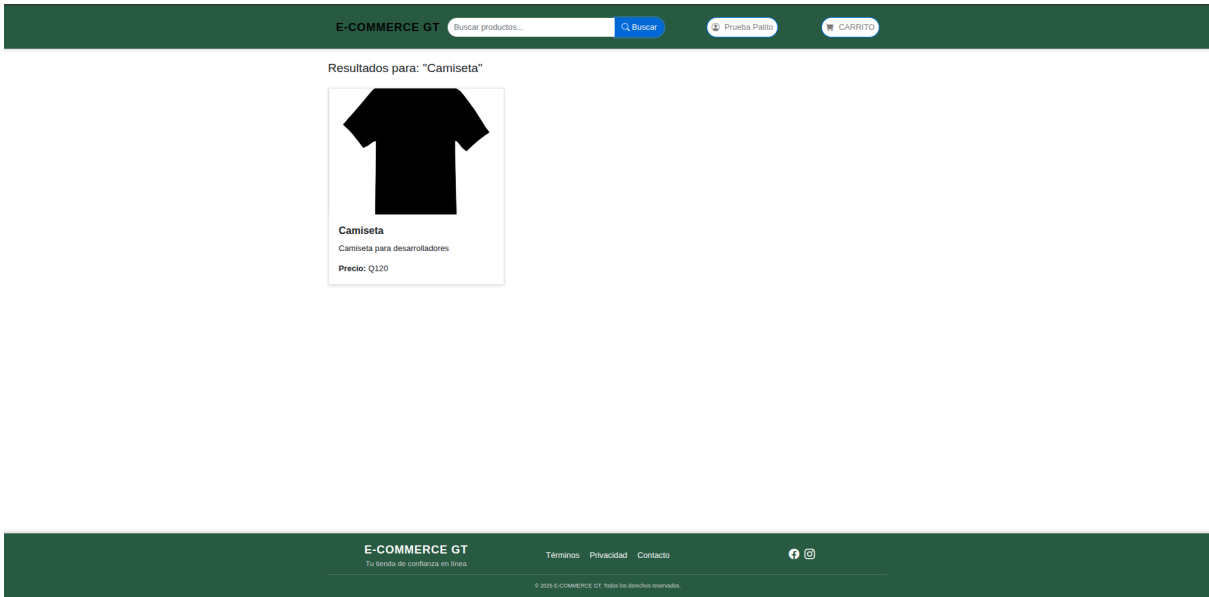 E-COMMERCE GT
Buscar productos...
Buscar
Prueba Patito
CARRITO
Resultados para: "Camiseta"
Camiseta
Camiseta para desarrolladores
Precio: Q120
E-COMMERCE GT
Tu tienda de confianza en línea
Términos Privacidad Contacto
© 2025 E-COMMERCE GT. Todos los derechos reservados.